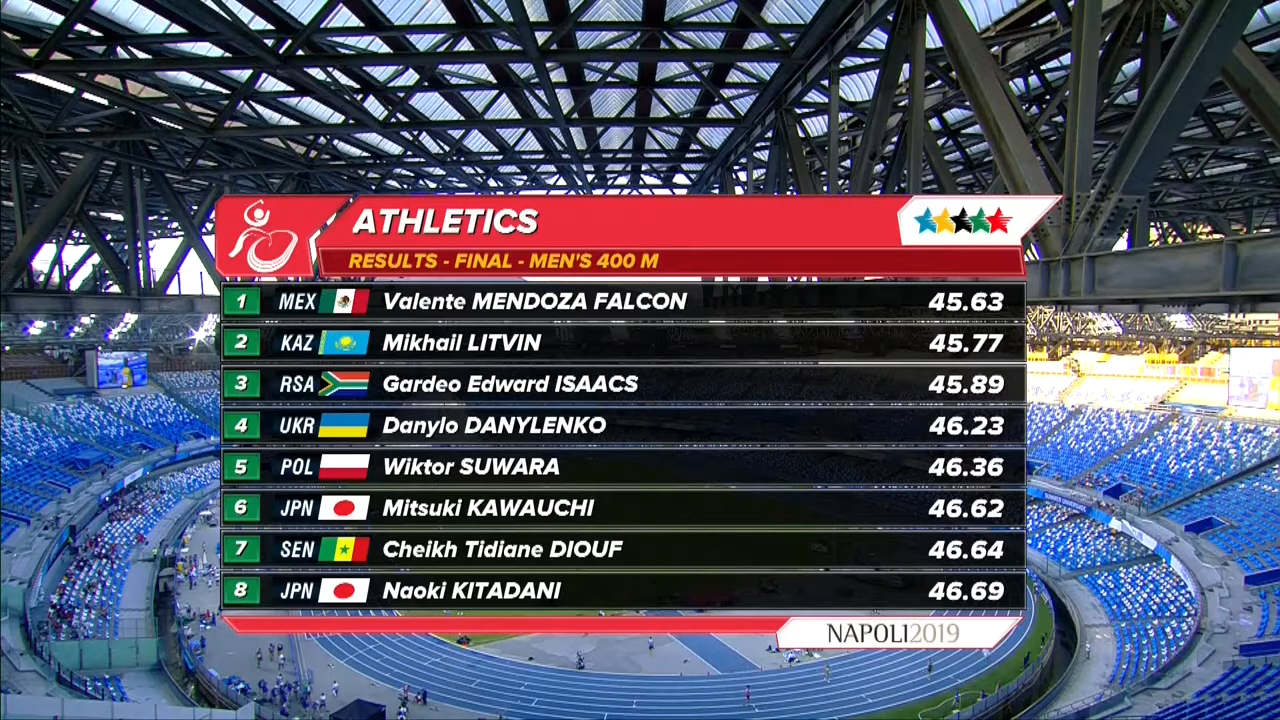 ATHLETICS
RESULTS - FINAL - MEN'S 400 M
1 MEX Valente MENDOZA FALCON 45.63
2 KAZ Mikhail LITVIN 45.77
3 RSA Gardeo Edward ISAACS 45.89
4 UKR Danylo DANYLENKO 46.23
5 POL Wiktor SUWARA 46.36
6 JPN Mitsuki KAWAUCHI 46.62
7 SEN Cheikh Tidiane DIOUF 46.64
8 JPN Naoki KITADANI 46.69
NAPOLI2019